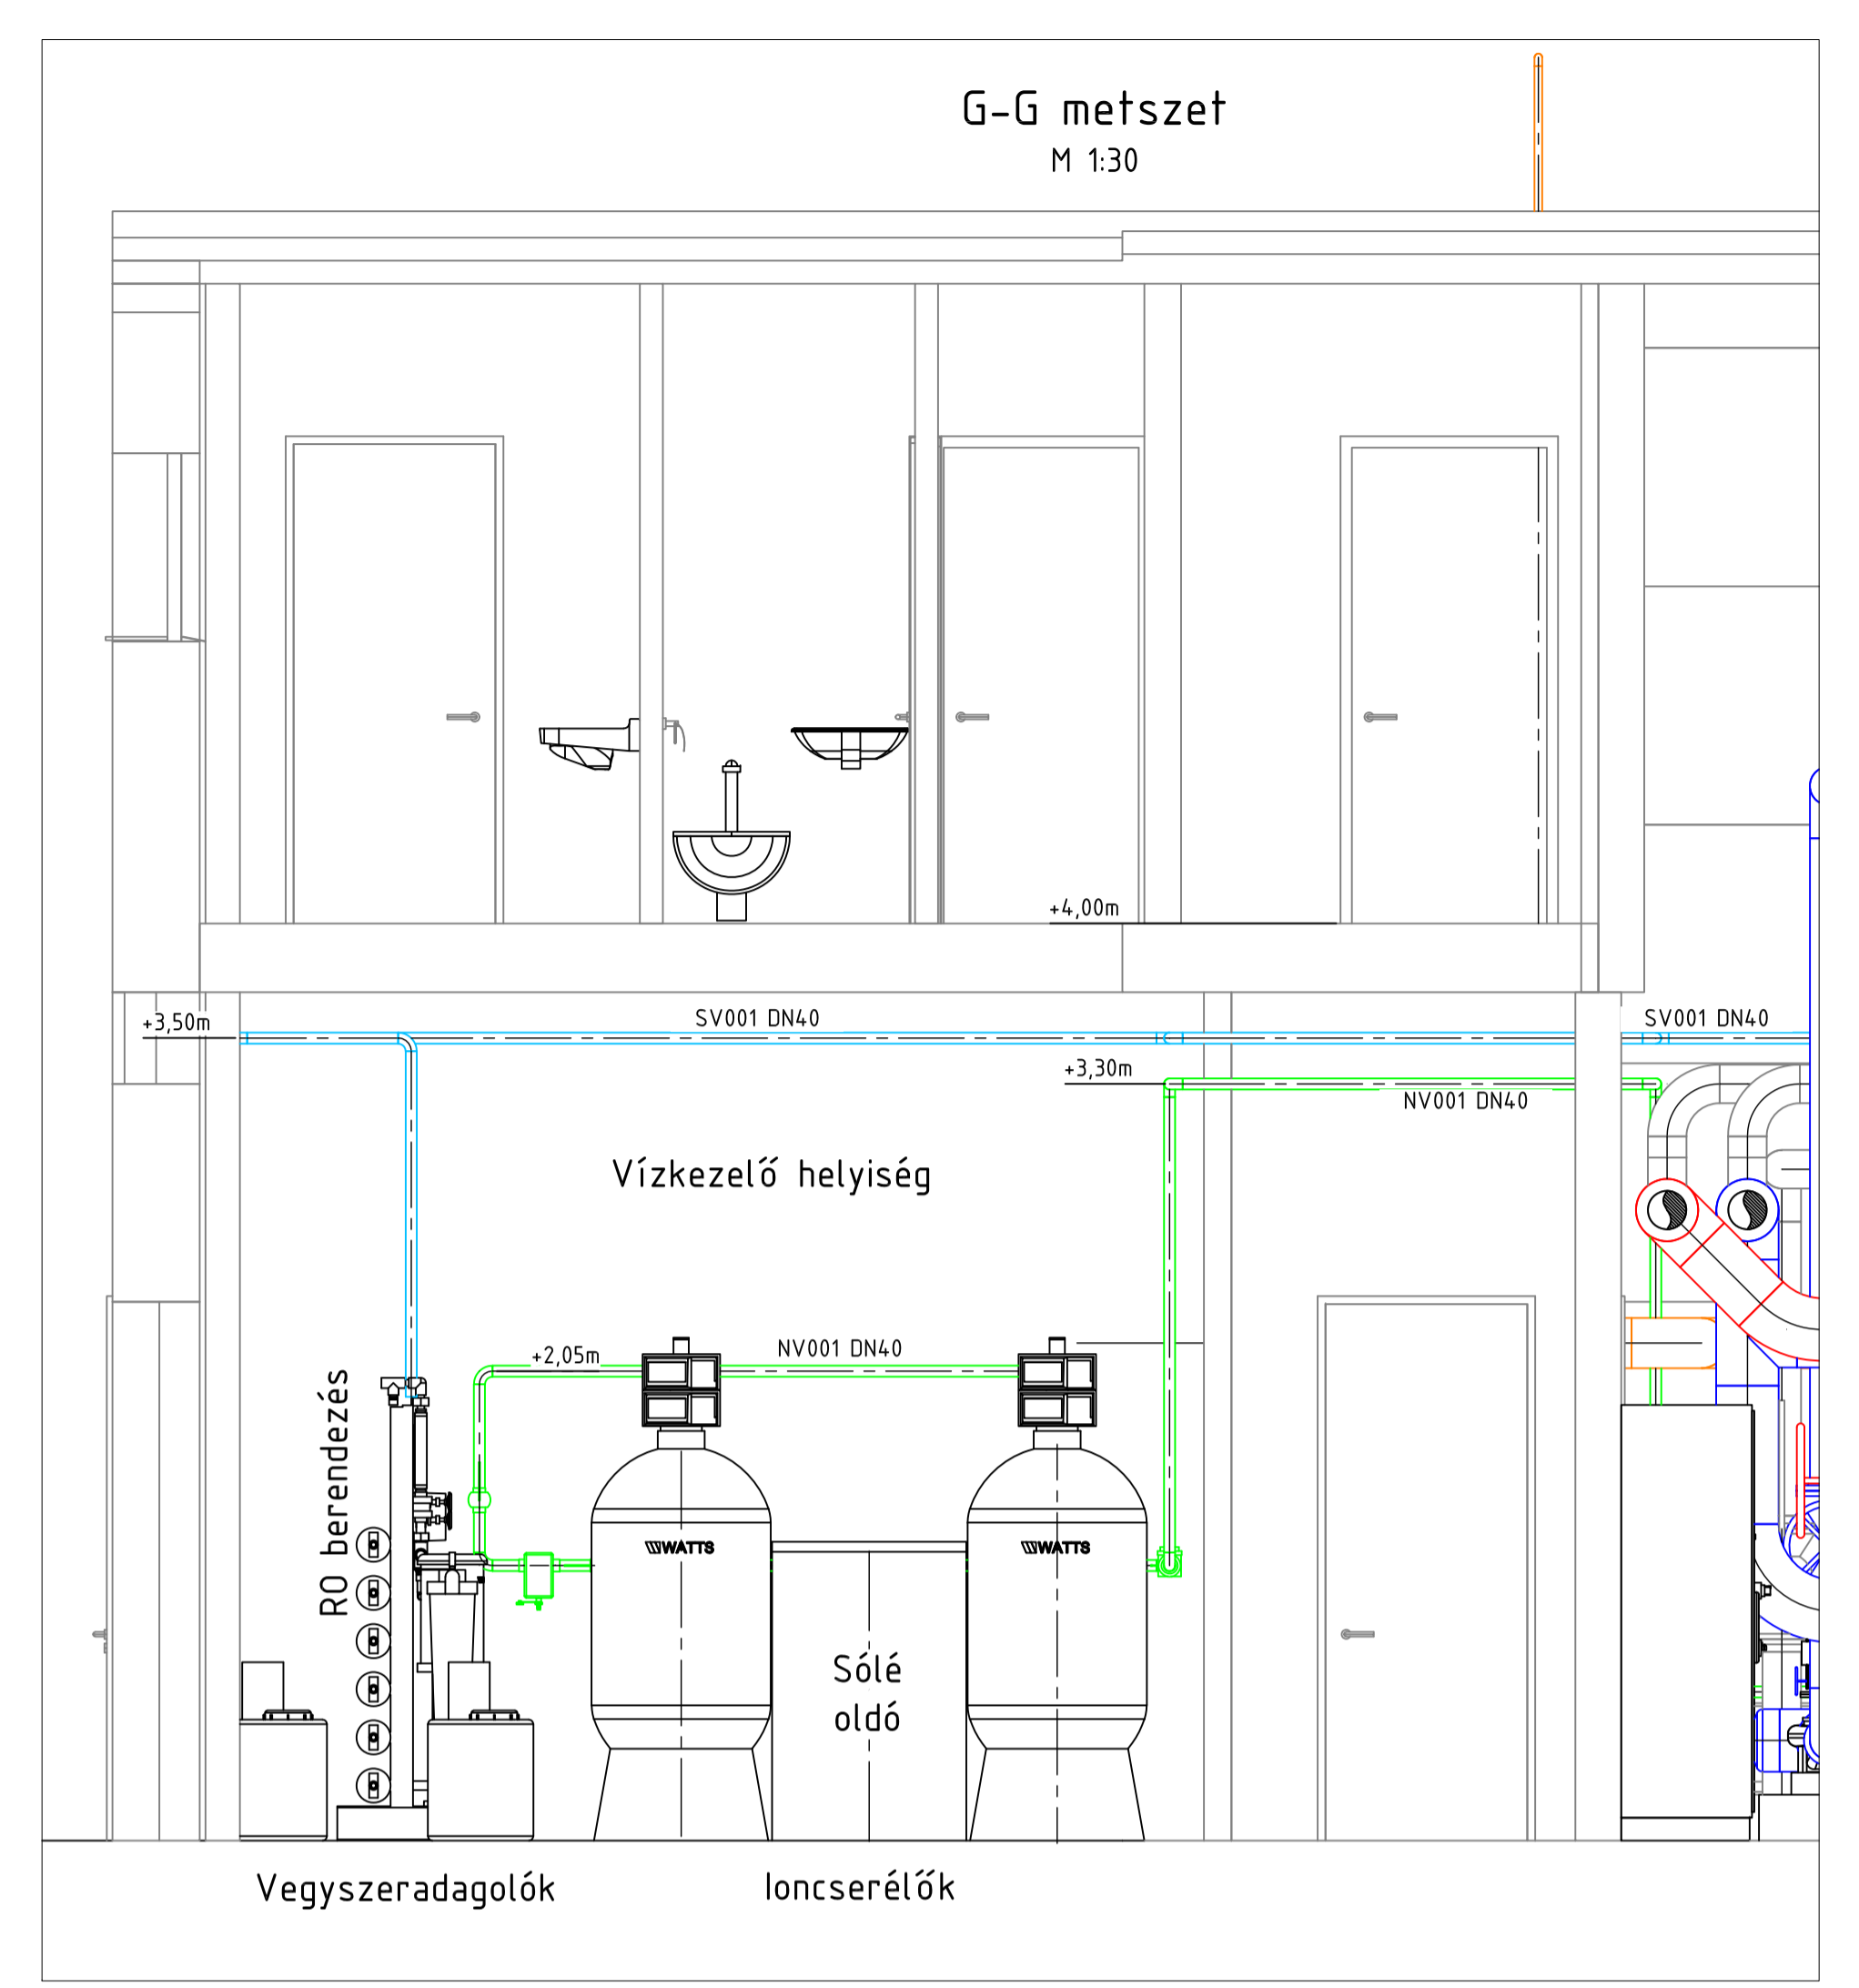 G-G metszet
M 1:30
+4,00m
+3,50m
SV001 DN40
SV001 DN40
+3,30m
NV001 DN40
Vízkezelő helyiség
+2,05m
NV001 DN40
RO berendezés
WATTS
WATTS
Sólé
oldó
Vegyszeradagolók
Ioncserélők